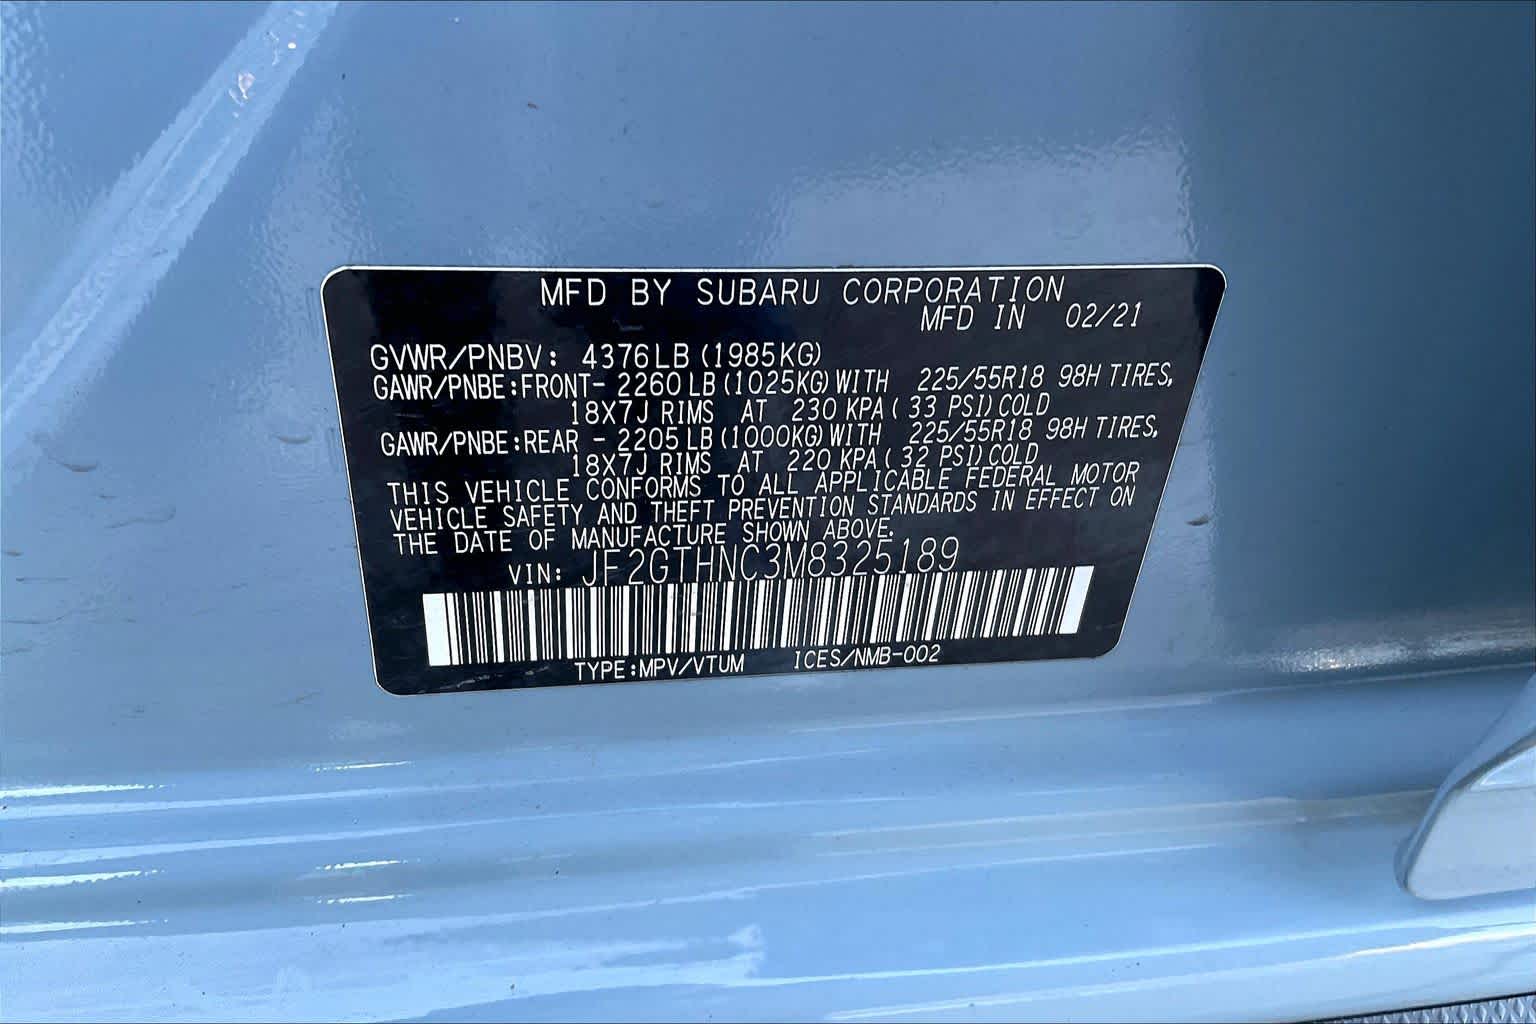 MFD BY SUBARU CORPORATION
MFD IN 02/21
GVWR/PNBV: 4376LB (1985KG)
GAWR/PNBE:FRONT- 2260LB (1025KG) WITH 225/55R18 98H TIRES,
18X7J RIMS AT 230 KPA( 33 PSI) COLD
GAWR/PNBE:REAR - 2205LB (1000KG) WITH 225/55R18 98H TIRES,
18X7J RIMS AT 220 KPA( 32 PSI) COLD
THIS VEHICLE CONFORMS TO ALL APPLICABLE FEDERAL MOTOR
VEHICLE SAFETY AND THEFT PREVENTION STANDARDS IN EFFECT ON
THE DATE OF MANUFACTURE SHOWN ABOVE.
VIN: JF2GTHNC3M8325189
TYPE:MPV/VTUM ICES/NMB-002